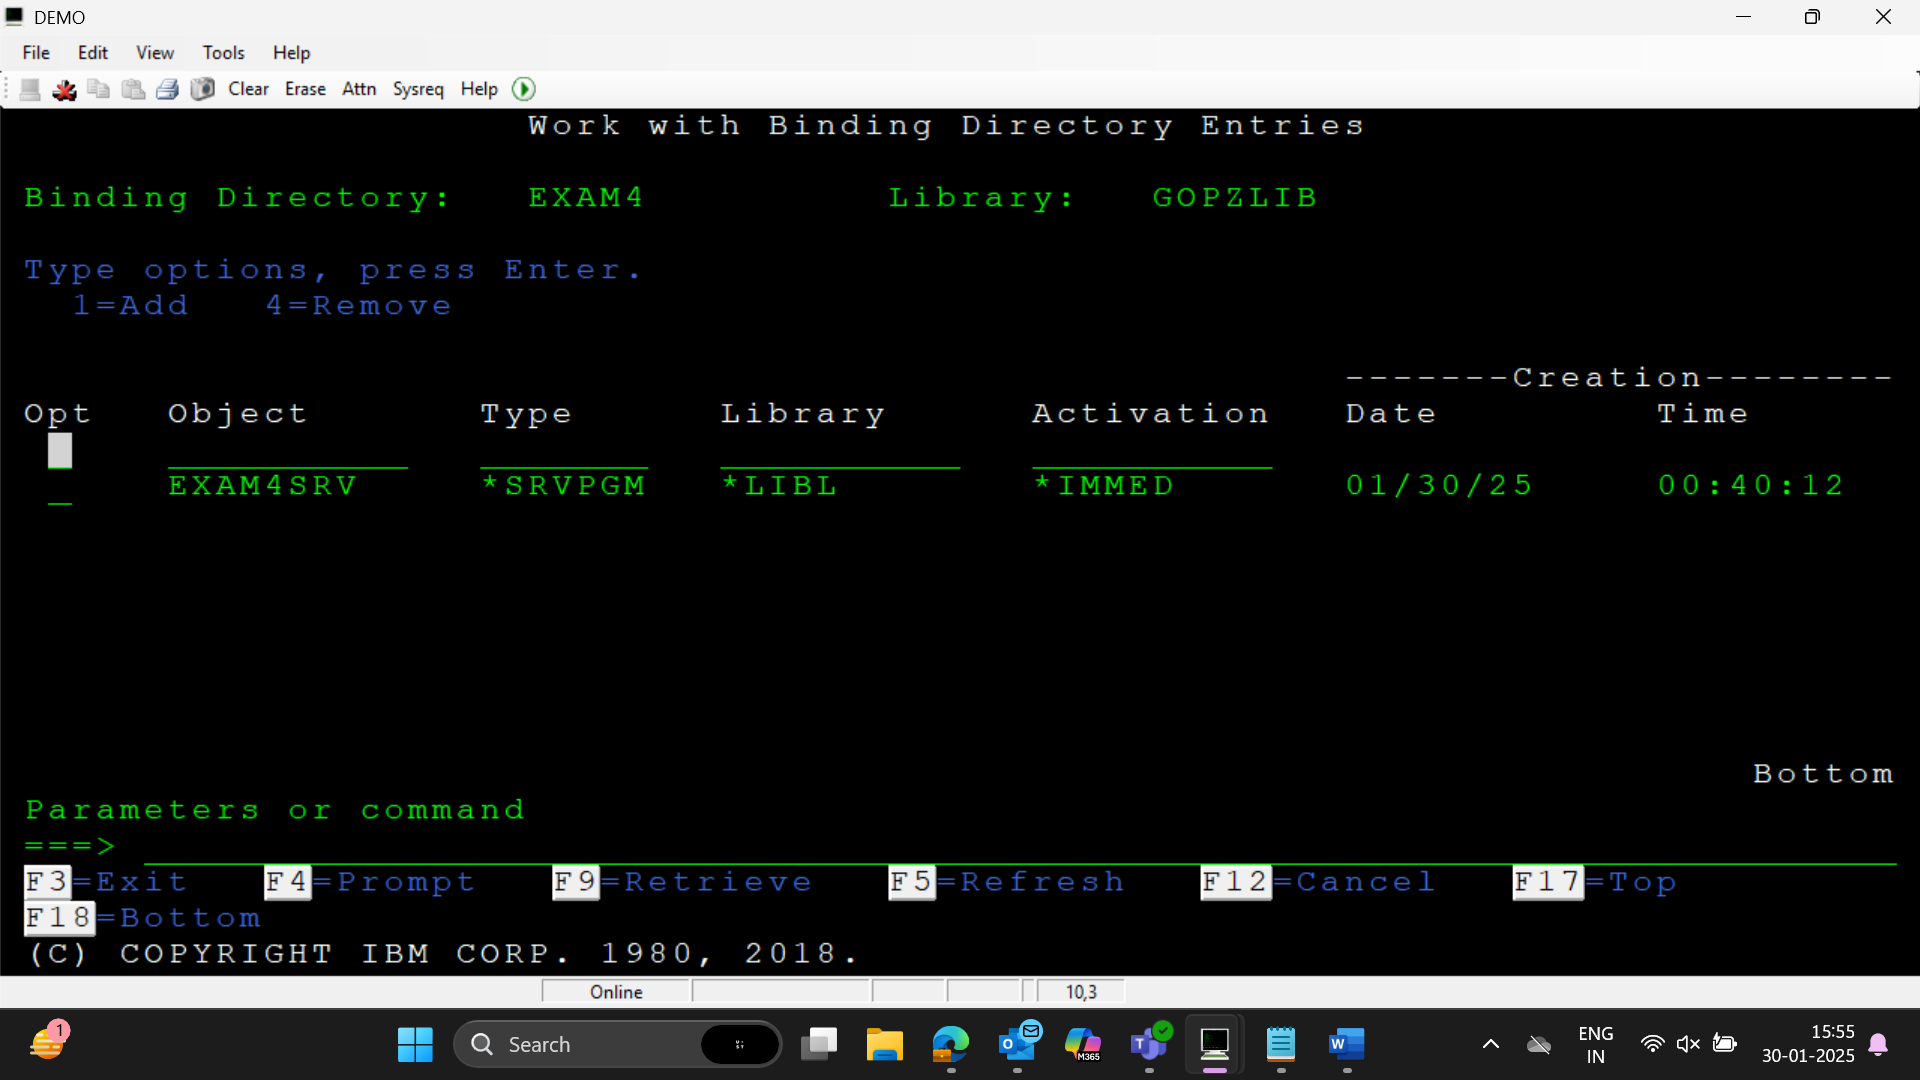 DEMO
File Edit View Tools Help
Clear Erase Attn Sysreq Help
Work with Binding Directory Entries
Binding Directory: EXAM4 Library: GOPZLIB
Type options, press Enter.
1=Add 4=Remove
-------Creation--------
Opt Object Type Library Activation Date Time
EXAM4SRV *SRVPGM *LIBL *IMMED 01/30/25 00:40:12
Bottom
Parameters or command
===>
F3=Exit F4=Prompt F9=Retrieve F5=Refresh F12=Cancel F17=Top
F18=Bottom
(C) COPYRIGHT IBM CORP. 1980, 2018.
Online 10,3
1
Search
M365
ENG
IN
15:55
30-01-2025